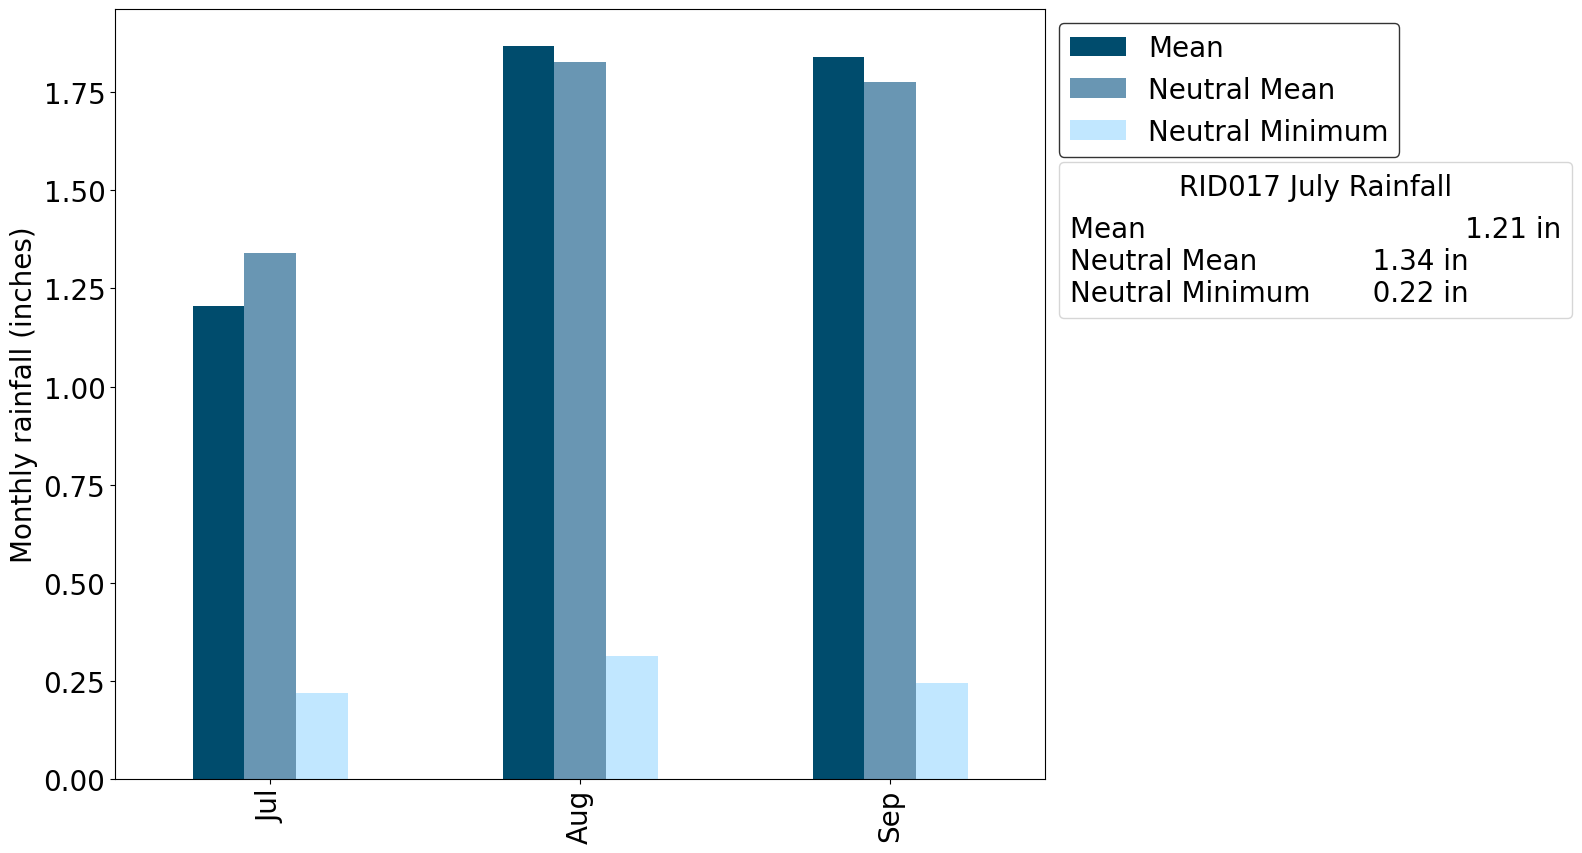 Monthly rainfall (inches)
1.75
1.50
1.25
1.00
0.75
0.50
0.25
0.00
Jul
Aug
Sep
Mean
Neutral Mean
Neutral Minimum
RID017 July Rainfall
Mean 1.21 in
Neutral Mean 1.34 in
Neutral Minimum 0.22 in